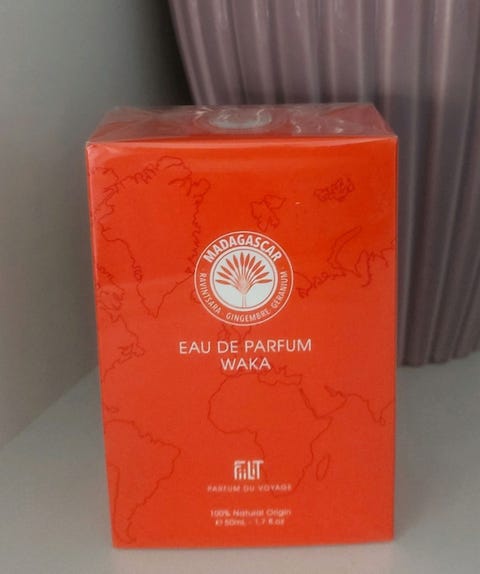 MADAGASCAR
RAVINTSARA · GINGEMBRE · GERANIUM
EAU DE PARFUM
WAKA
FiiLiT
PARFUM DU VOYAGE
100% Natural Origin
℮ 50mL - 1.7 fl.oz